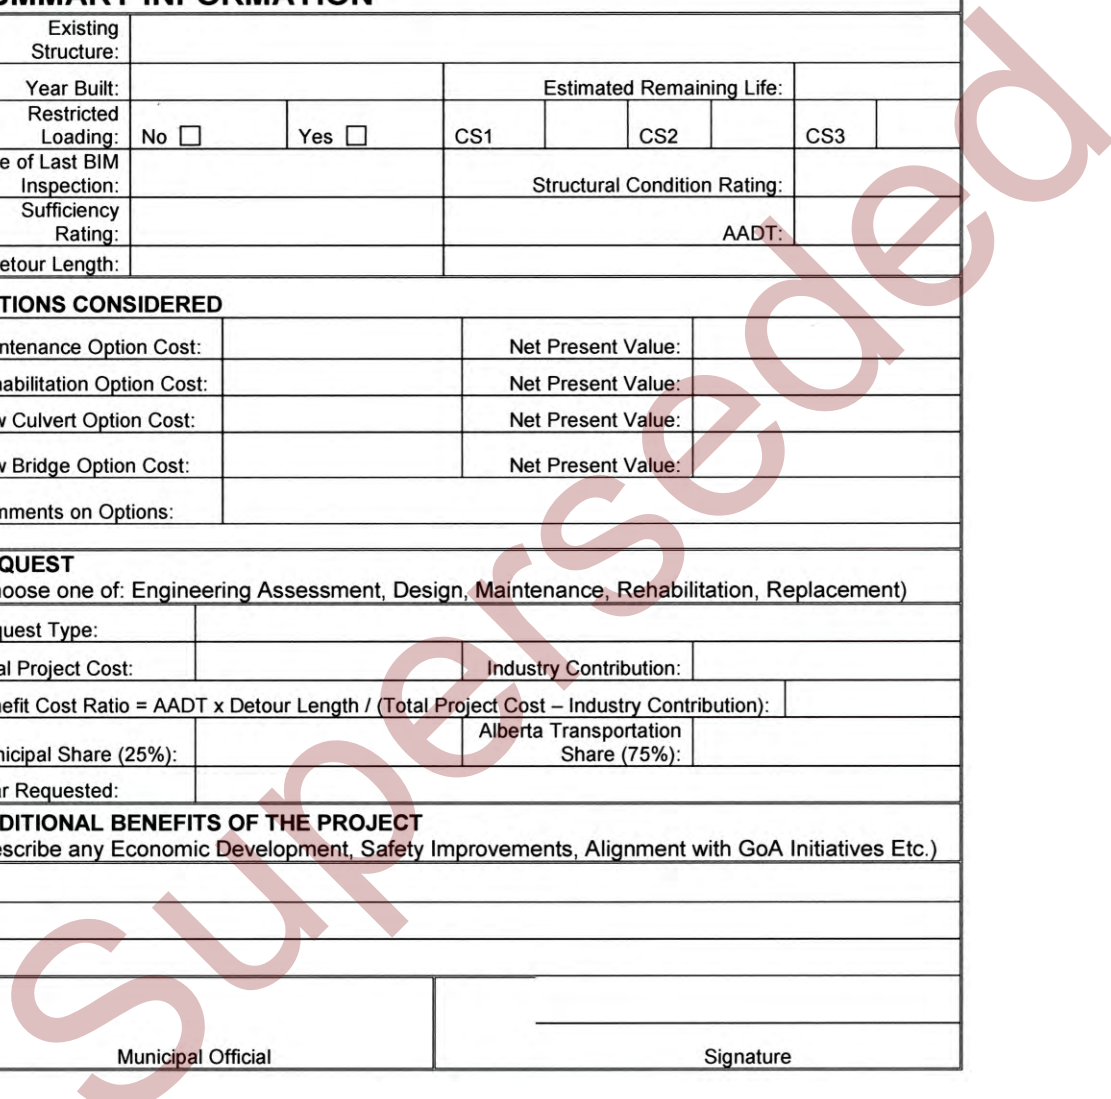 UMMARY INFORMATION
Existing
Structure:
Year Built: Estimated Remaining Life:
Restricted
Loading: No ☐ Yes ☐ CS1 CS2 CS3
e of Last BIM
Inspection: Structural Condition Rating:
Sufficiency
Rating: AADT:
etour Length:
TIONS CONSIDERED
ntenance Option Cost: Net Present Value:
abilitation Option Cost: Net Present Value:
w Culvert Option Cost: Net Present Value:
w Bridge Option Cost: Net Present Value:
mments on Options:
QUEST
oose one of: Engineering Assessment, Design, Maintenance, Rehabilitation, Replacement)
quest Type:
al Project Cost: Industry Contribution:
efit Cost Ratio = AADT x Detour Length / (Total Project Cost – Industry Contribution):
nicipal Share (25%): Alberta Transportation
Share (75%):
ar Requested:
DITIONAL BENEFITS OF THE PROJECT
escribe any Economic Development, Safety Improvements, Alignment with GoA Initiatives Etc.)
Municipal Official Signature
Superseded